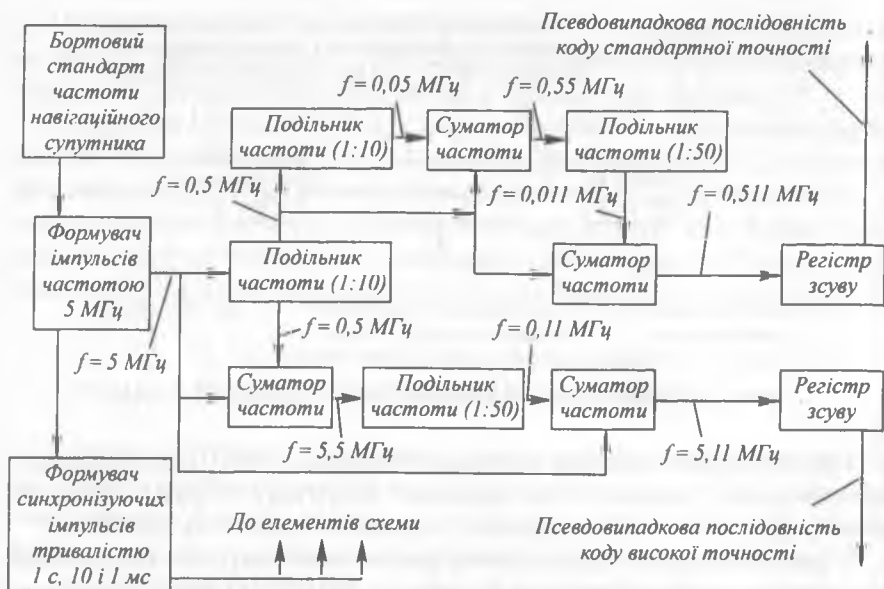 Бортовий
стандарт
частоти
навігаційного
супутника
Псевдовипадкова послідовність
коду стандартної точності
f = 0,05 МГц
f = 0,55 МГц
Подільник
частоти (1:10)
Суматор
частоти
Подільник
частоти (1:50)
f = 0,5 МГц
f = 0,011 МГц
f = 0,511 МГц
Формувач
імпульсів
частотою
5 МГц
Подільник
частоти (1:10)
Суматор
частоти
Регістр
зсуву
f = 5 МГц
f = 0,5 МГц
f = 0,11 МГц
Суматор
частоти
Подільник
частоти (1:50)
Суматор
частоти
Регістр
зсуву
f = 5,5 МГц
f = 5,11 МГц
Формувач
синхронізуючих
імпульсів
тривалістю
1 с, 10 і 1 мс
До елементів схеми
Псевдовипадкова послідовність
коду високої точності